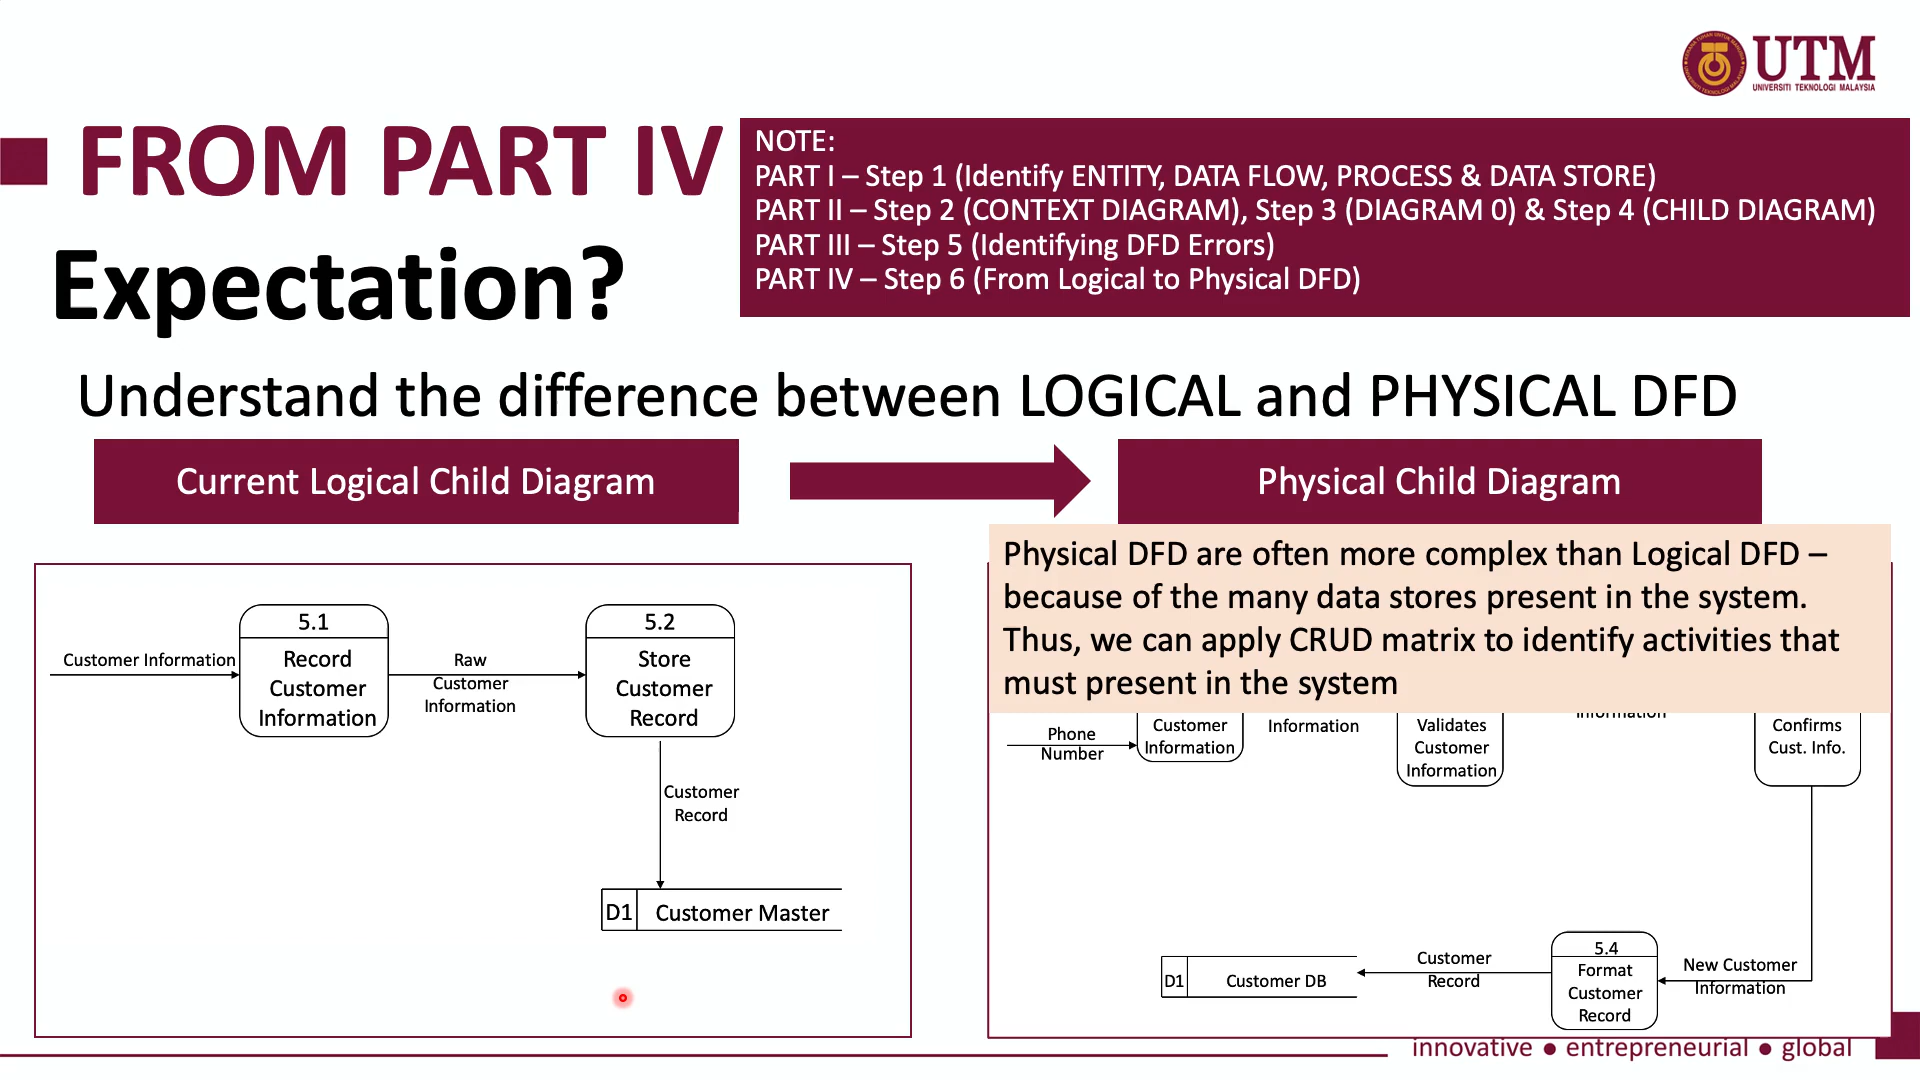 UTM
UNIVERSITI TEKNOLOGI MALAYSIA
FROM PART IV
Expectation?
NOTE:
PART I – Step 1 (Identify ENTITY, DATA FLOW, PROCESS & DATA STORE)
PART II – Step 2 (CONTEXT DIAGRAM), Step 3 (DIAGRAM 0) & Step 4 (CHILD DIAGRAM)
PART III – Step 5 (Identifying DFD Errors)
PART IV – Step 6 (From Logical to Physical DFD)
Understand the difference between LOGICAL and PHYSICAL DFD
Current Logical Child Diagram
Physical Child Diagram
Customer Information
5.1
Record
Customer
Information
Raw
Customer
Information
5.2
Store
Customer
Record
Customer
Record
D1
Customer Master
Physical DFD are often more complex than Logical DFD –
because of the many data stores present in the system.
Thus, we can apply CRUD matrix to identify activities that
must present in the system
Phone
Number
Customer
Information
Information
Validates
Customer
Information
Confirms
Cust. Info.
New Customer
Information
5.4
Format
Customer
Record
Customer
Record
D1
Customer DB
innovative ● entrepreneurial ● global